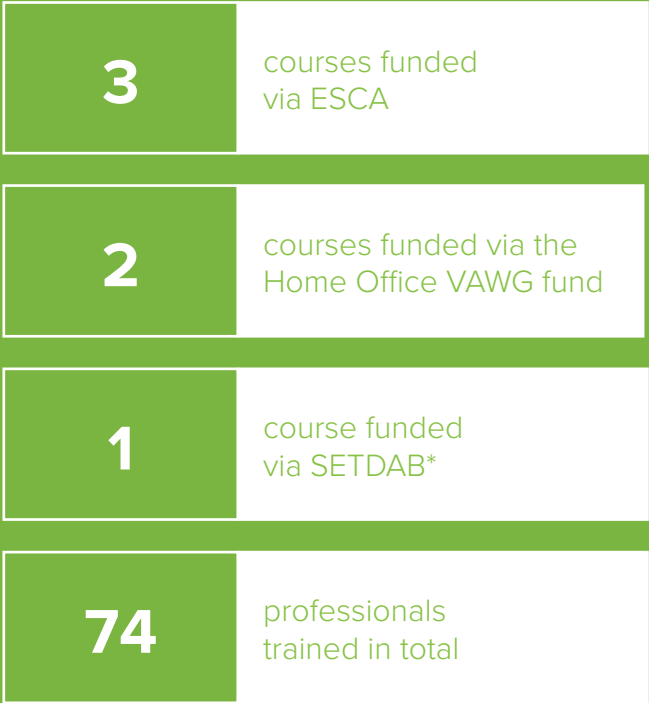 3
courses funded
via ESCA
2
courses funded via the
Home Office VAWG fund
1
course funded
via SETDAB*
74
professionals
trained in total